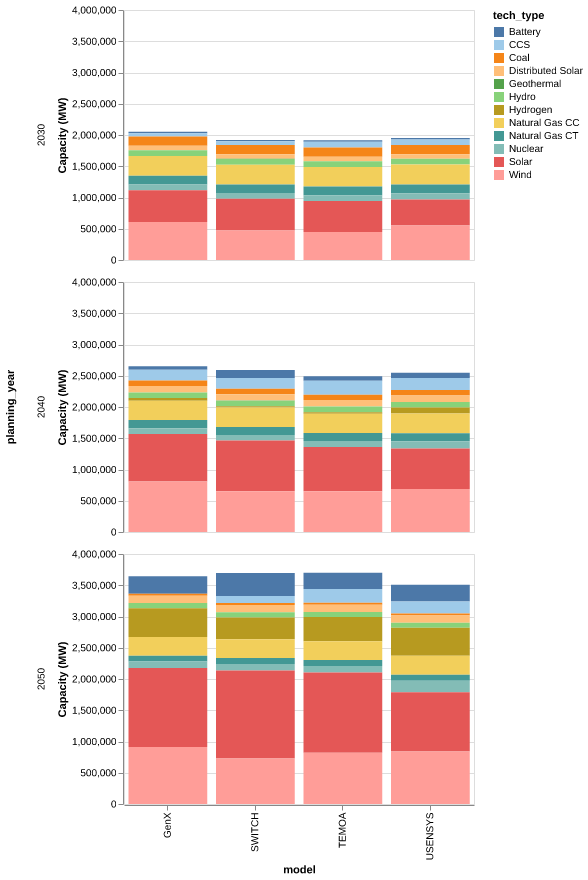 tech_type
Battery
CCS
Coal
Distributed Solar
Geothermal
Hydro
Hydrogen
Natural Gas CC
Natural Gas CT
Nuclear
Solar
Wind
planning_year
2030
Capacity (MW)
4,000,000
3,500,000
3,000,000
2,500,000
2,000,000
1,500,000
1,000,000
500,000
0
2040
Capacity (MW)
4,000,000
3,500,000
3,000,000
2,500,000
2,000,000
1,500,000
1,000,000
500,000
0
2050
Capacity (MW)
4,000,000
3,500,000
3,000,000
2,500,000
2,000,000
1,500,000
1,000,000
500,000
0
GenX
SWITCH
TEMOA
USENSYS
model